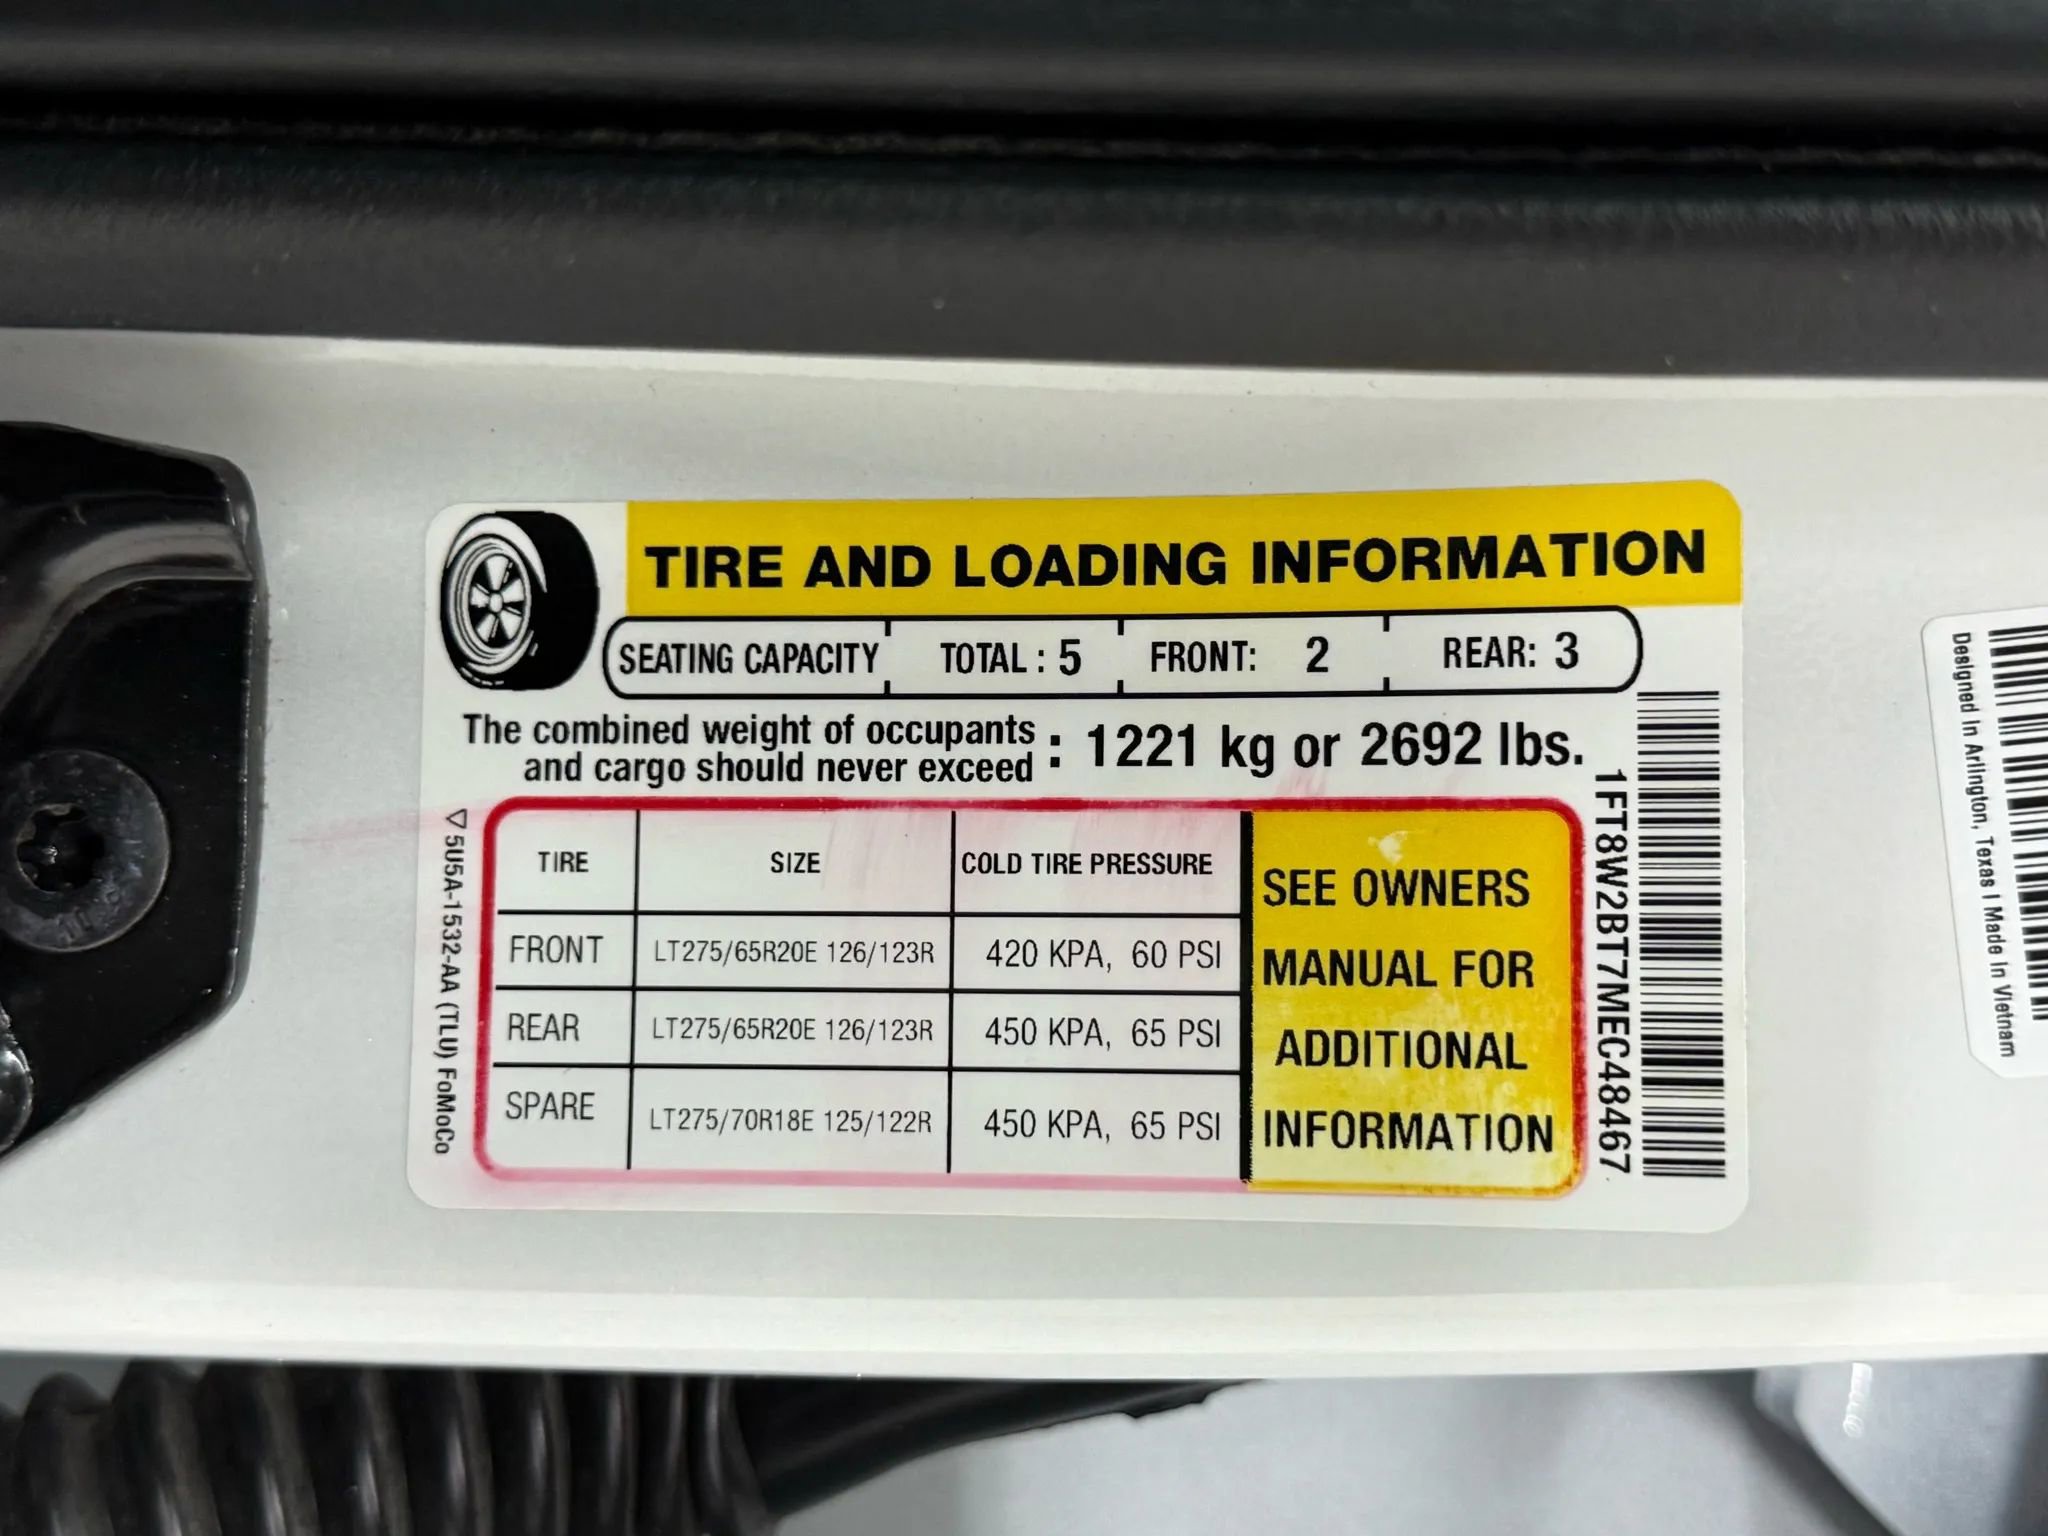 TIRE AND LOADING INFORMATION
SEATING CAPACITY TOTAL : 5 FRONT: 2 REAR: 3
The combined weight of occupants
and cargo should never exceed : 1221 kg or 2692 lbs.
TIRE SIZE COLD TIRE PRESSURE
FRONT LT275/65R20E 126/123R 420 KPA, 60 PSI
REAR LT275/65R20E 126/123R 450 KPA, 65 PSI
SPARE LT275/70R18E 125/122R 450 KPA, 65 PSI
SEE OWNERS
MANUAL FOR
ADDITIONAL
INFORMATION
5U5A-1532-AA (TLU) FoMoCo
1FT8W2BT7MEC48467
Designed in Arlington, Texas | Made in Vietnam